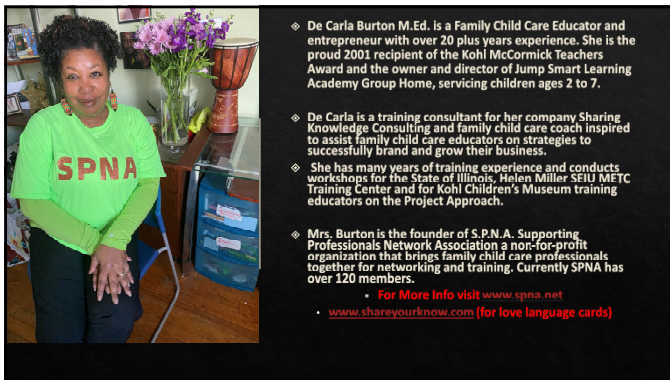 SPNA
De Carla Burton M.Ed. is a Family Child Care Educator and
entrepreneur with over 20 plus years experience. She is the
proud 2001 recipient of the Kohl McCormick Teachers
Award and the owner and director of Jump Smart Learning
Academy Group Home, servicing children ages 2 to 7.
De Carla is a training consultant for her company Sharing
Knowledge Consulting and family child care coach inspired
to assist family child care educators on strategies to
successfully brand and grow their business.
She has many years of training experience and conducts
workshops for the State of Illinois, Helen Miller SEIU METC
Training Center and for Kohl Children's Museum training
educators on the Project Approach.
Mrs. Burton is the founder of S.P.N.A. Supporting
Professionals Network Association a non-for-profit
organization that brings family child care professionals
together for networking and training. Currently SPNA has
over 120 members.
For More Info visit www.spna.net
www.shareyourknow.com (for love language cards)